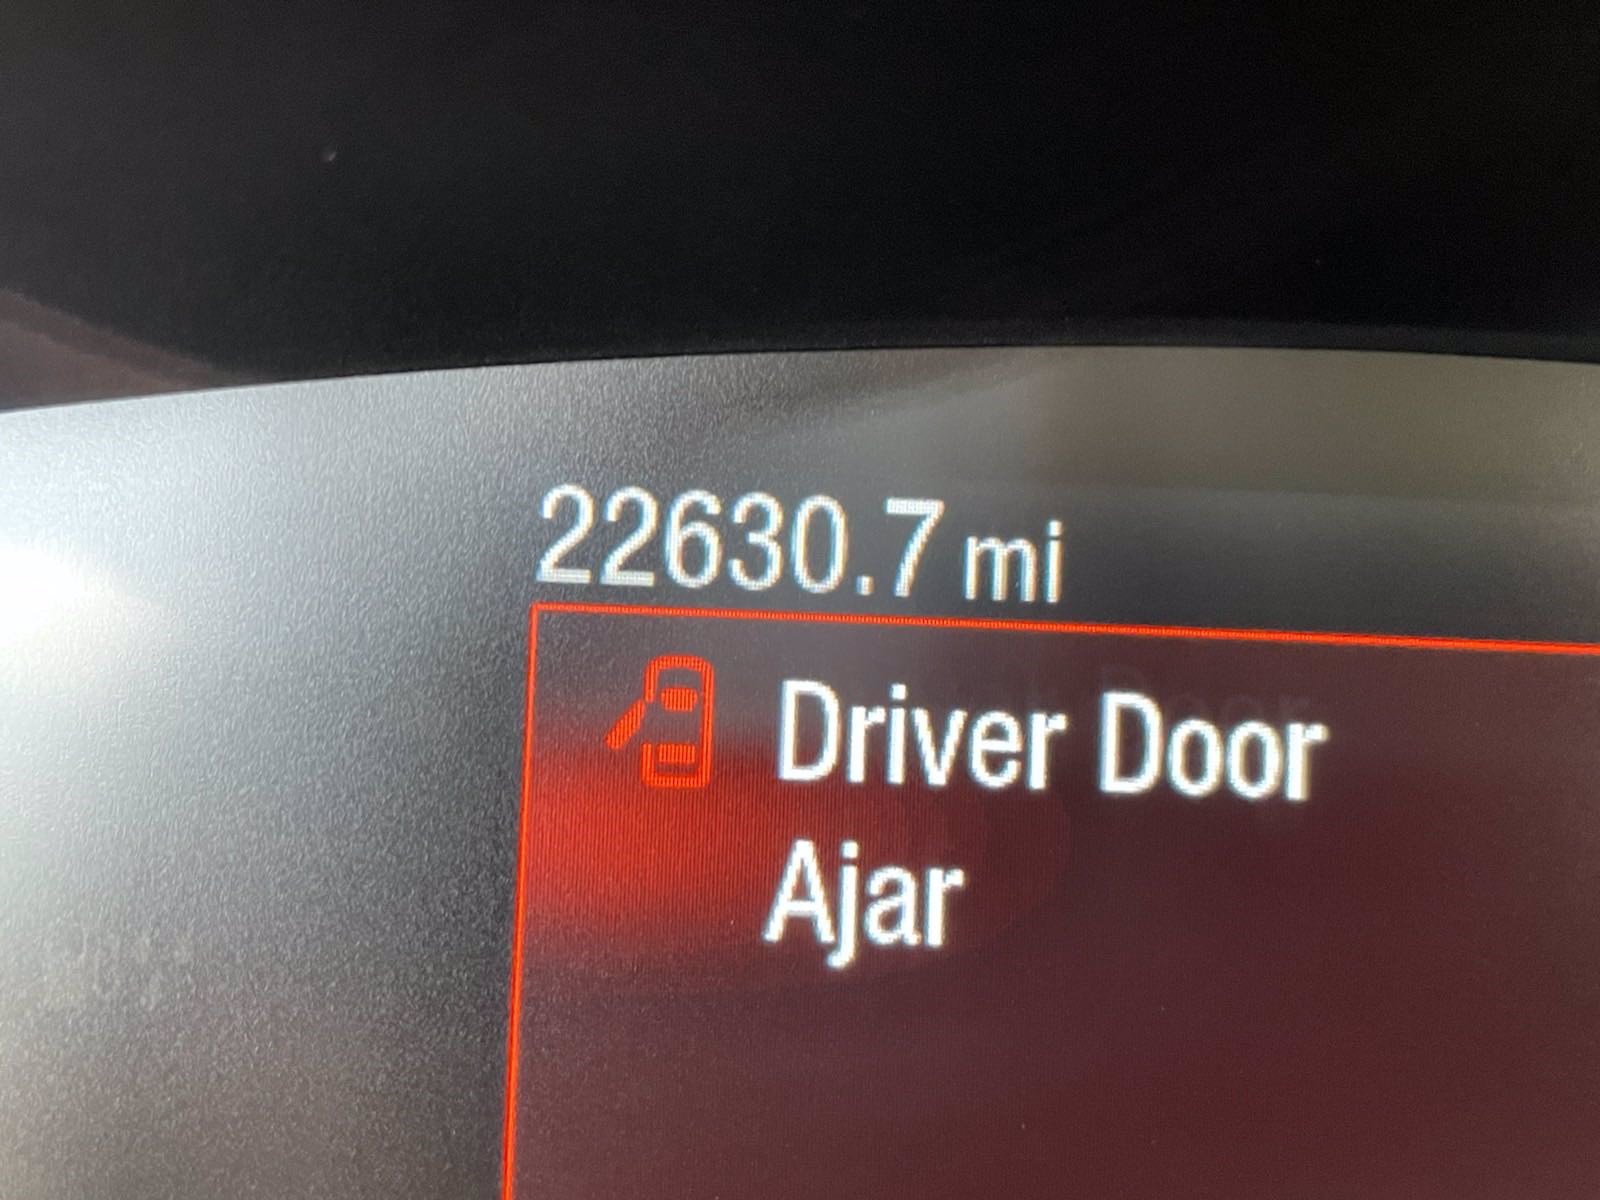 22630.7 mi
Driver Door
Ajar